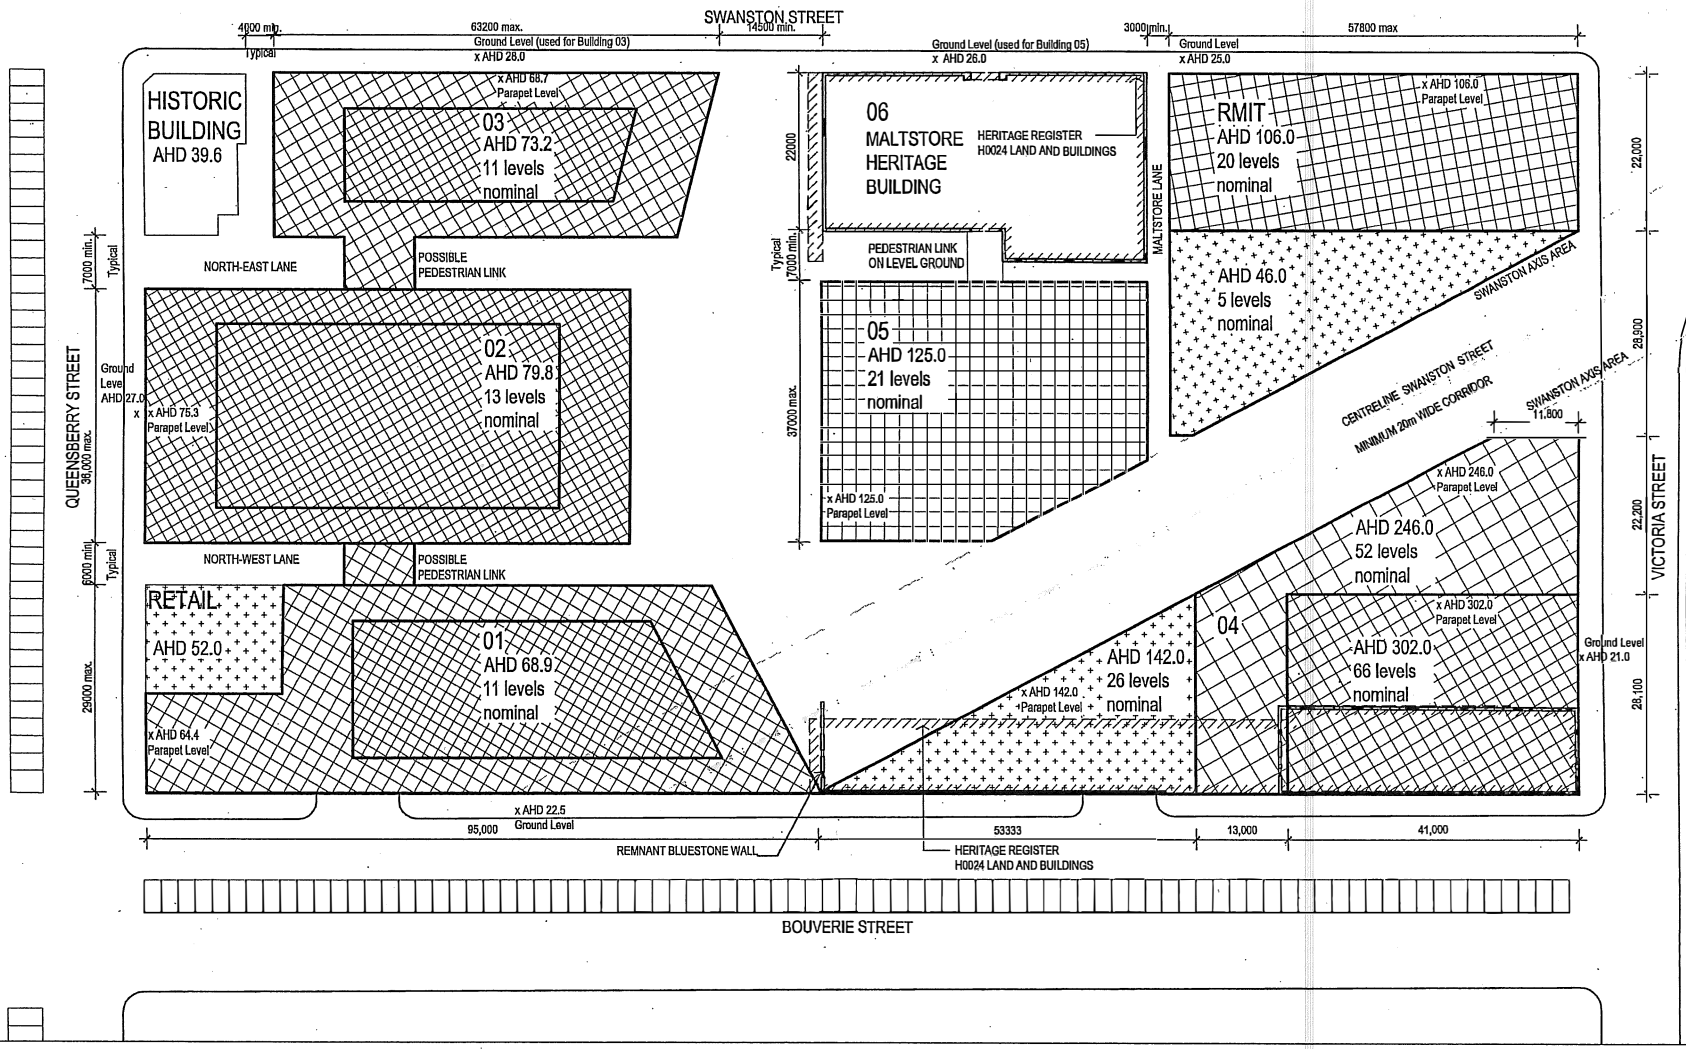 SWANSTON STREET
4000 min.
Typical
63200 max.
14500 min.
3000 min.
57800 max
Ground Level (used for Building 03)
x AHD 28.0
Ground Level (used for Building 05)
x AHD 26.0
Ground Level
x AHD 25.0
HISTORIC
BUILDING
AHD 39.6
x AHD 68.7
Parapet Level
03
AHD 73.2
11 levels
nominal
22000
06
MALTSTORE
HERITAGE
BUILDING
HERITAGE REGISTER
H0024 LAND AND BUILDINGS
MALTSTORE LANE
RMIT
AHD 106.0
20 levels
nominal
x AHD 106.0
Parapet Level
22,000
7000 min.
Typical
NORTH-EAST LANE
POSSIBLE
PEDESTRIAN LINK
Typical
7000 min.
PEDESTRIAN LINK
ON LEVEL GROUND
AHD 46.0
5 levels
nominal
SWANSTON AXIS AREA
28,900
QUEENSBERRY STREET
Ground
Level
AHD 27.0
x
x AHD 75.3
Parapet Level
36,000 max.
02
AHD 79.8
13 levels
nominal
37000 max.
05
AHD 125.0
21 levels
nominal
x AHD 125.0
Parapet Level
CENTRELINE SWANSTON STREET
MINIMUM 20m WIDE CORRIDOR
SWANSTON AXIS AREA
11,800
x AHD 246.0
Parapet Level
AHD 246.0
52 levels
nominal
22,200
VICTORIA STREET
6000 min.
Typical
NORTH-WEST LANE
POSSIBLE
PEDESTRIAN LINK
RETAIL
AHD 52.0
29000 max.
x AHD 64.4
Parapet Level
01
AHD 68.9
11 levels
nominal
x AHD 142.0
Parapet Level
AHD 142.0
26 levels
nominal
04
x AHD 302.0
Parapet Level
AHD 302.0
66 levels
nominal
Ground Level
x AHD 21.0
28,100
x AHD 22.5
Ground Level
95,000
53333
13,000
41,000
REMNANT BLUESTONE WALL
HERITAGE REGISTER
H0024 LAND AND BUILDINGS
BOUVERIE STREET